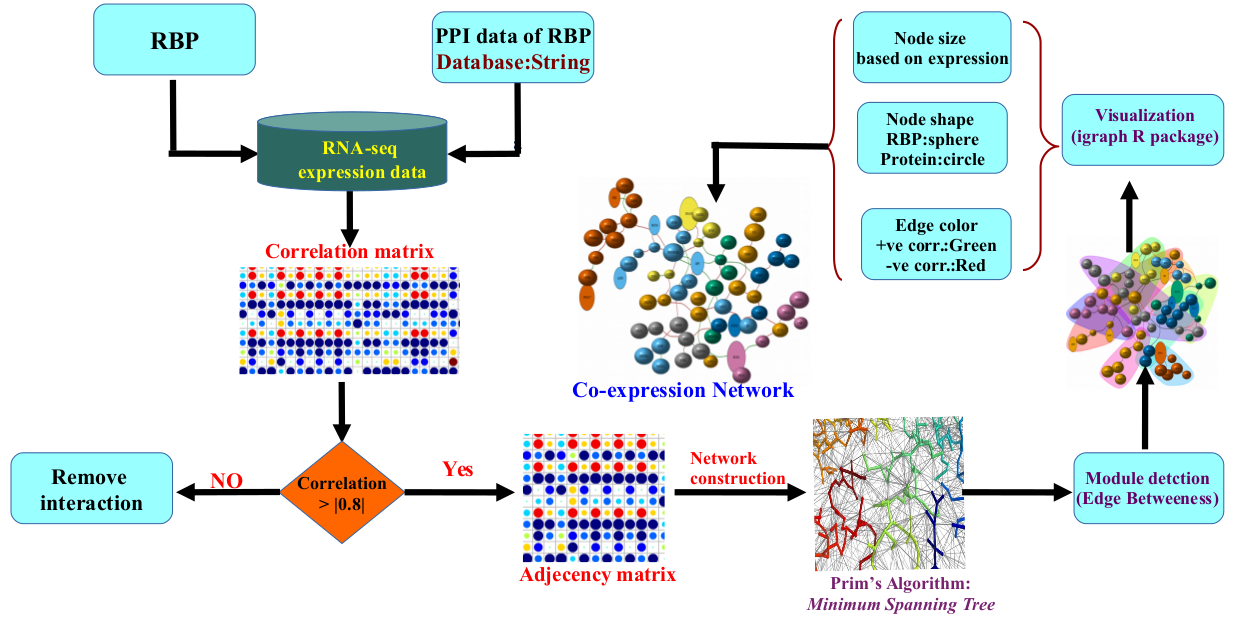 RBP
PPI data of RBP
Database:String
RNA-seq
expression data
Correlation matrix
Correlation
> |0.8|
NO
Remove
interaction
Yes
Adjecency matrix
Network
construction
Prim's Algorithm:
Minimum Spanning Tree
Module detction
(Edge Betweeness)
Visualization
(igraph R package)
Node size
based on expression
Node shape
RBP:sphere
Protein:circle
Edge color
+ve corr.:Green
-ve corr.:Red
Co-expression Network